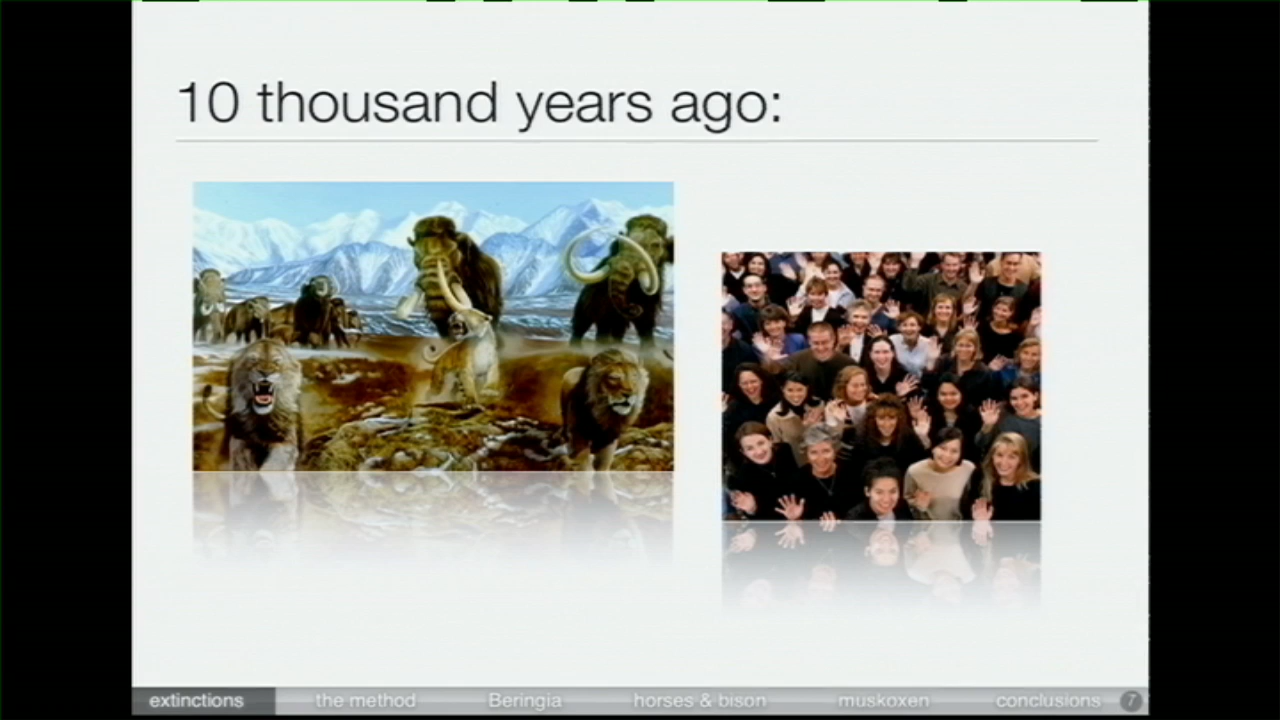 10 thousand years ago:
extinctions the method Beringia horses & bison muskoxen conclusions 7